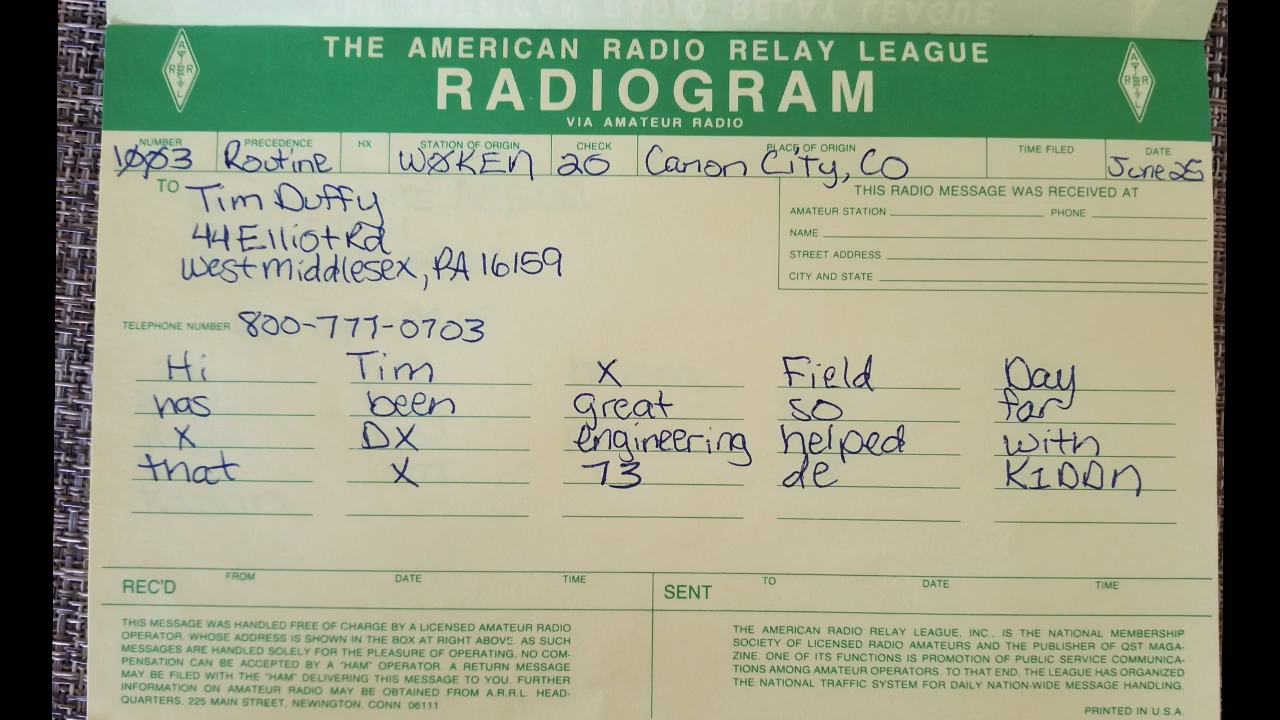 THE AMERICAN RADIO RELAY LEAGUE
RADIOGRAM
VIA AMATEUR RADIO
NUMBER PRECEDENCE HX STATION OF ORIGIN CHECK PLACE OF ORIGIN TIME FILED DATE
1003 Routine W0KEN 20 Canon City, CO June 25
TO Tim Duffy
44 Elliot Rd
West middlesex, PA 16159
THIS RADIO MESSAGE WAS RECEIVED AT
AMATEUR STATION PHONE
NAME
STREET ADDRESS
CITY AND STATE
TELEPHONE NUMBER 800-777-0703
Hi Tim X Field Day
has been great so far
X DX engineering helped with
that X 73 de K1DDN
REC'D FROM DATE TIME
SENT TO DATE TIME
THIS MESSAGE WAS HANDLED FREE OF CHARGE BY A LICENSED AMATEUR RADIO
OPERATOR, WHOSE ADDRESS IS SHOWN IN THE BOX AT RIGHT ABOVE. AS SUCH
MESSAGES ARE HANDLED SOLELY FOR THE PLEASURE OF OPERATING, NO COM-
PENSATION CAN BE ACCEPTED BY A "HAM" OPERATOR. A RETURN MESSAGE
MAY BE FILED WITH THE "HAM" DELIVERING THIS MESSAGE TO YOU. FURTHER
INFORMATION ON AMATEUR RADIO MAY BE OBTAINED FROM A.R.R.L. HEAD-
QUARTERS, 225 MAIN STREET, NEWINGTON, CONN 06111
THE AMERICAN RADIO RELAY LEAGUE, INC., IS THE NATIONAL MEMBERSHIP
SOCIETY OF LICENSED RADIO AMATEURS AND THE PUBLISHER OF QST MAGA-
ZINE. ONE OF ITS FUNCTIONS IS PROMOTION OF PUBLIC SERVICE COMMUNICA-
TIONS AMONG AMATEUR OPERATORS. TO THAT END, THE LEAGUE HAS ORGANIZED
THE NATIONAL TRAFFIC SYSTEM FOR DAILY NATION-WIDE MESSAGE HANDLING.
PRINTED IN U.S.A.